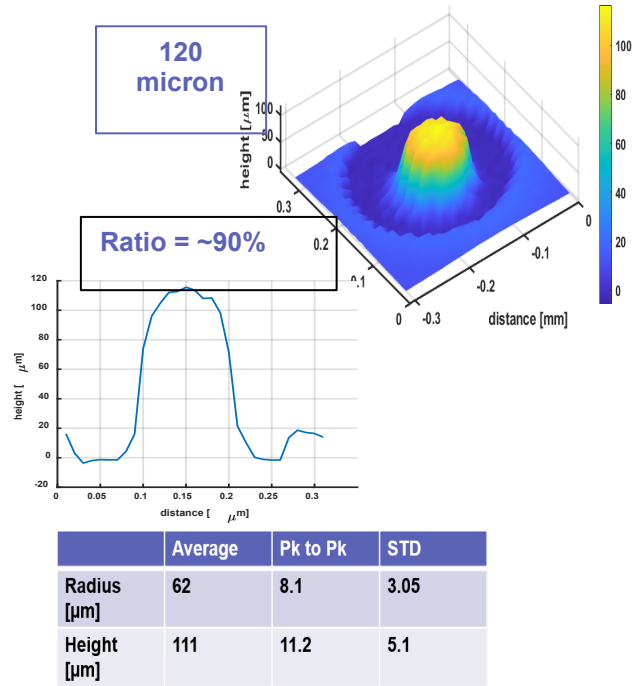 120
micron
height [μm]
100
50
0
0.3
0.2
0.1
0
-0.3
-0.2
-0.1
0
distance [mm]
100
80
60
40
20
0
Ratio = ~90%
120
100
80
60
40
20
0
-20
height [ μm]
0 0.05 0.1 0.15 0.2 0.25 0.3
distance [ μm]
Average Pk to Pk STD
Radius [µm] 62 8.1 3.05
Height [µm] 111 11.2 5.1